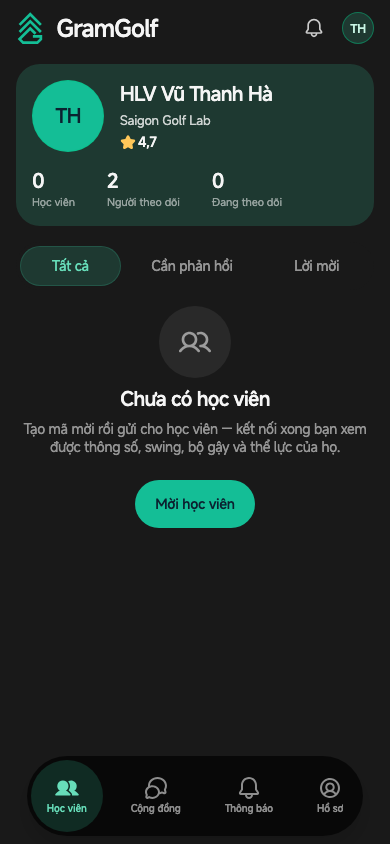 GramGolf
TH
TH
HLV Vũ Thanh Hà
Saigon Golf Lab
4,7
0
2
0
Học viên
Người theo dõi
Đang theo dõi
Tất cả
Cần phản hồi
Lời mời
Chưa có học viên
Tạo mã mời rồi gửi cho học viên — kết nối xong bạn xem
được thông số, swing, bộ gậy và thể lực của họ.
Mời học viên
Học viên
Cộng đồng
Thông báo
Hồ sơ